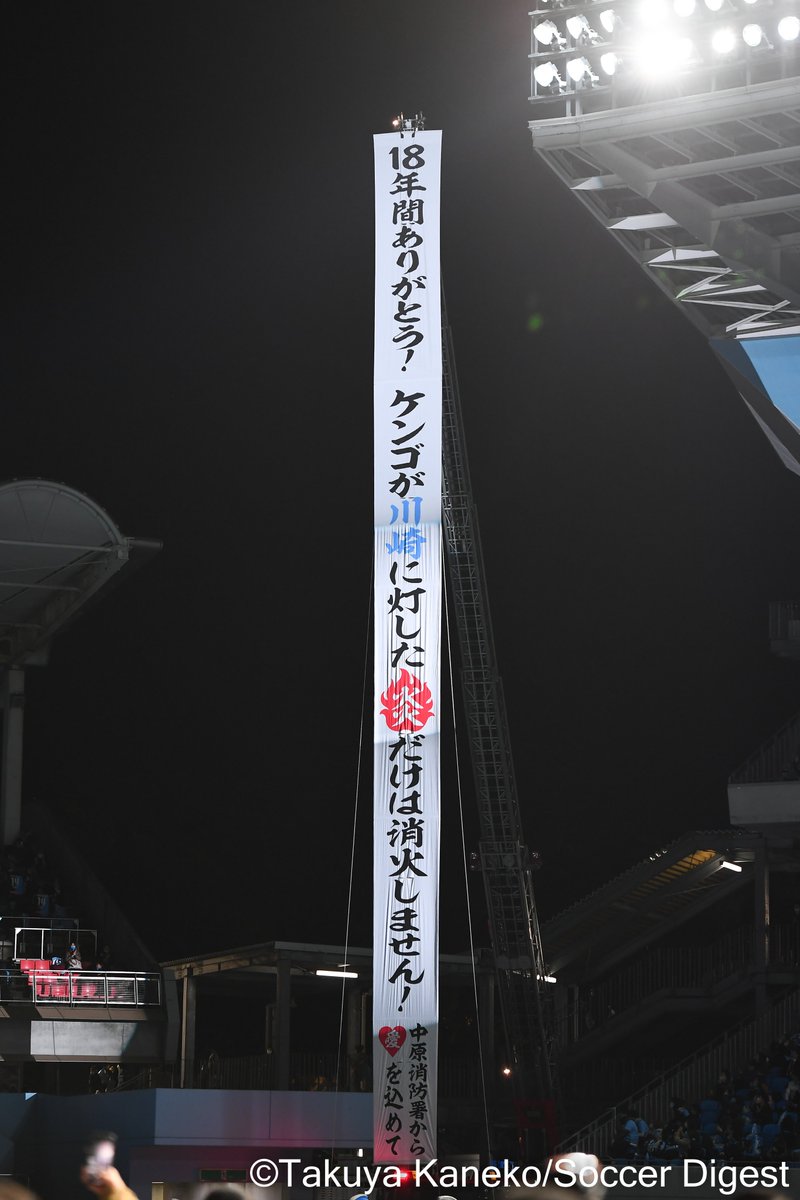 18年間ありがとう！ ケンゴが川崎に灯した炎だけは消火しません！
中原消防署から
愛を込めて
©Takuya Kaneko/Soccer Digest